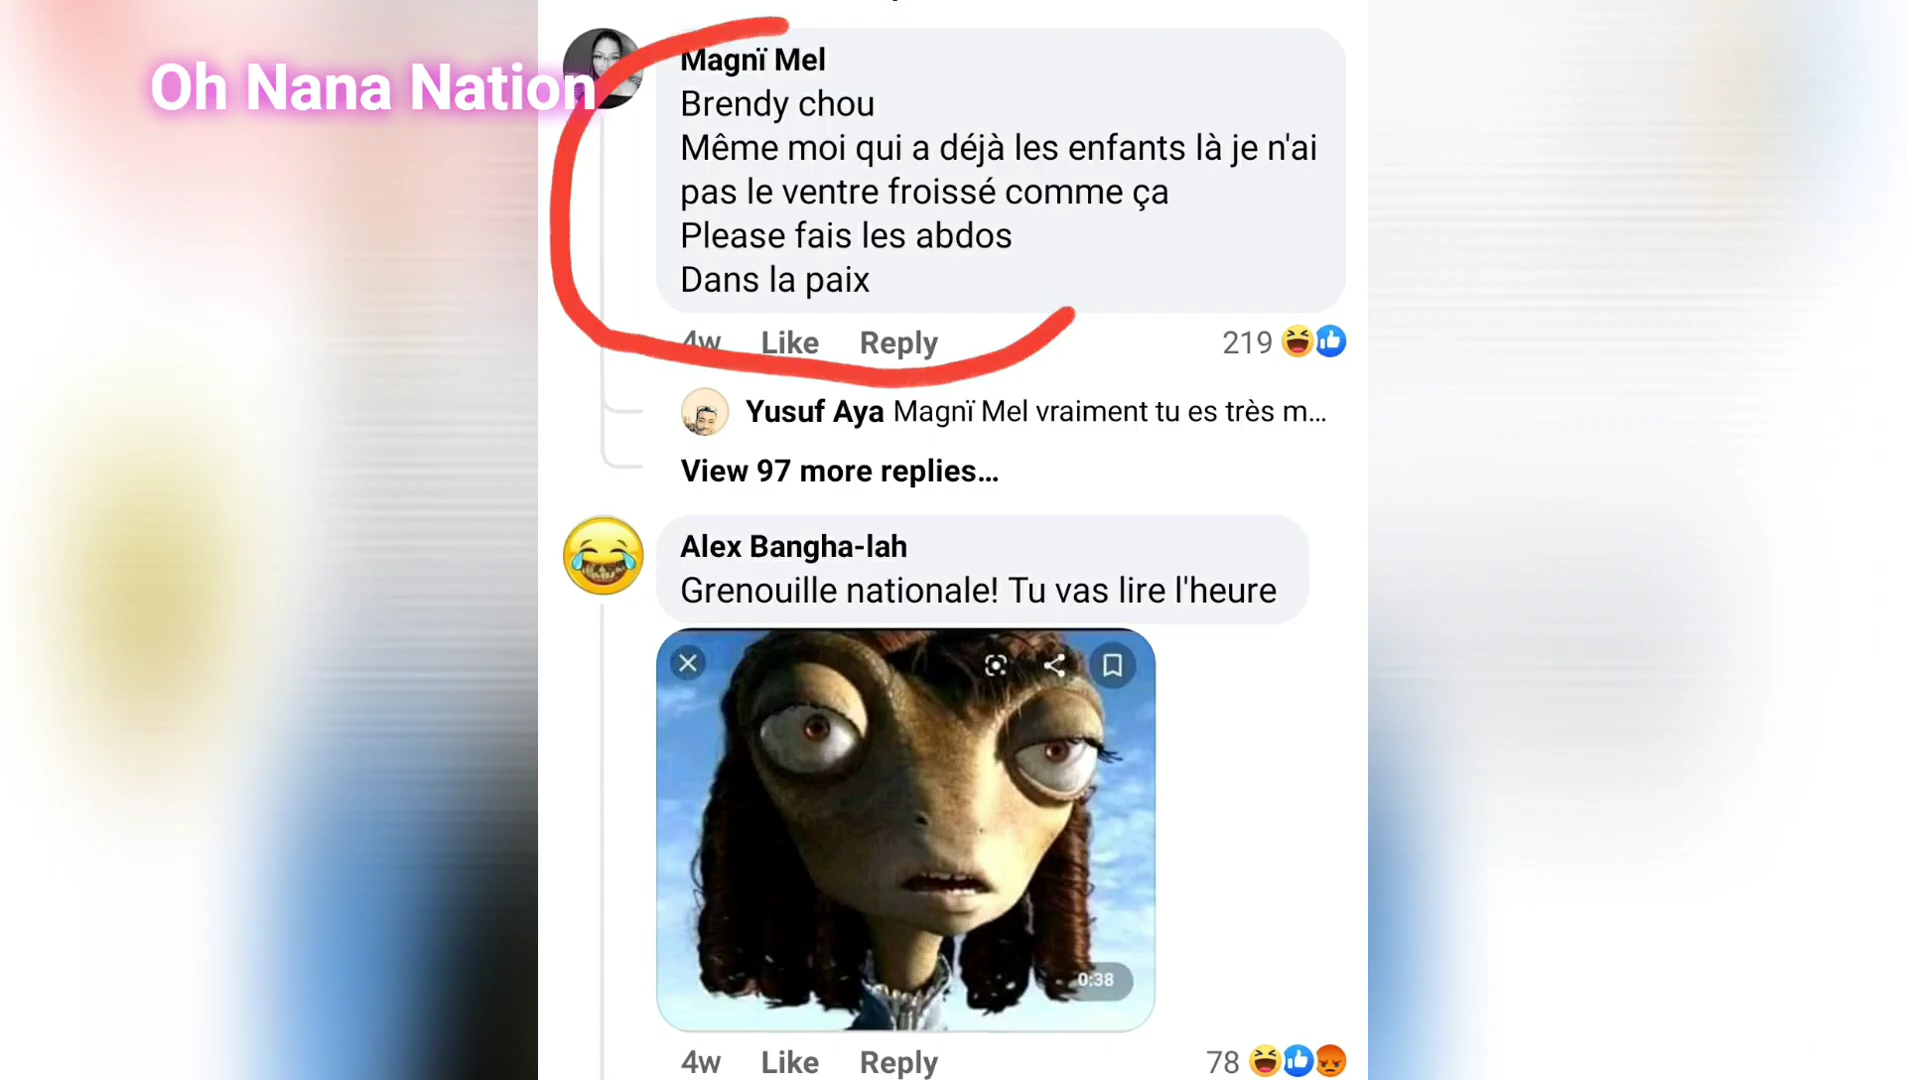 Oh Nana Nation
Magnï Mel
Brendy chou
Même moi qui a déjà les enfants là je n'ai
pas le ventre froissé comme ça
Please fais les abdos
Dans la paix
4w Like Reply 219
Yusuf Aya Magnï Mel vraiment tu es très m...
View 97 more replies...
Alex Bangha-lah
Grenouille nationale! Tu vas lire l'heure
0:38
4w Like Reply 78